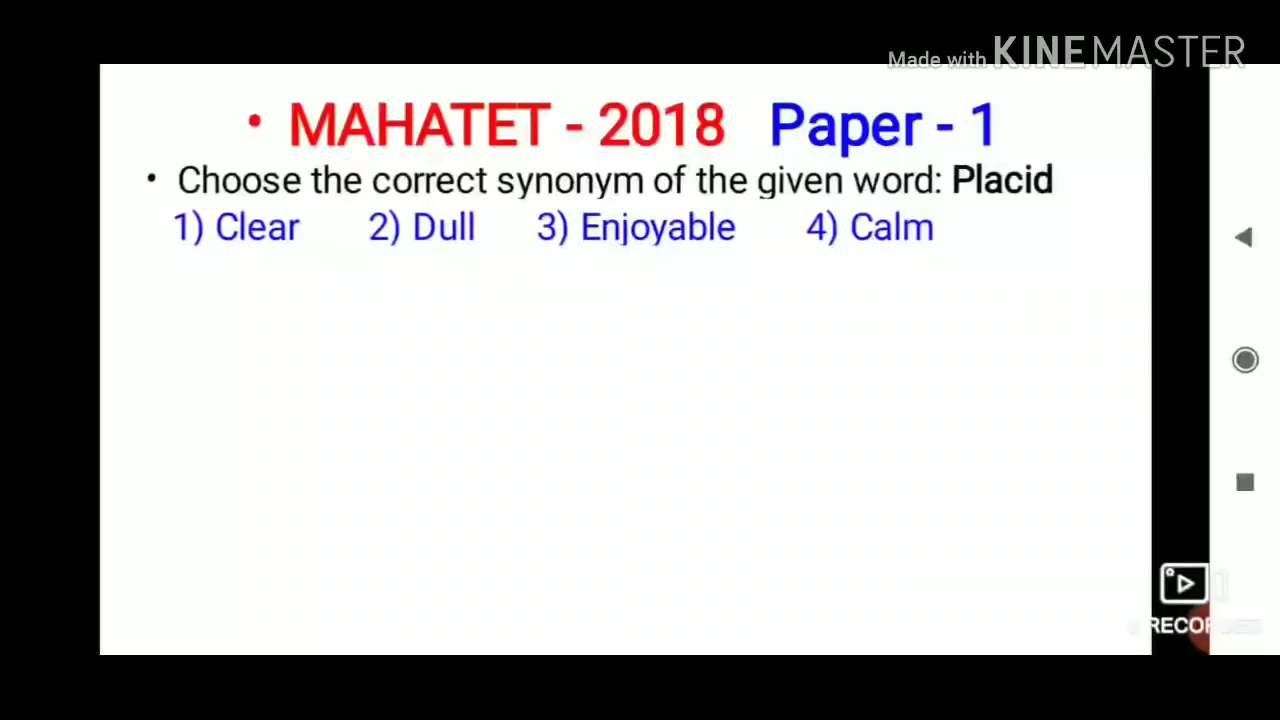 Made with KINEMASTER
• MAHATET - 2018 Paper - 1
• Choose the correct synonym of the given word: Placid
1) Clear 2) Dull 3) Enjoyable 4) Calm
RECORDER